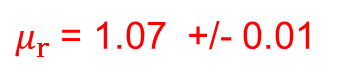 μr = 1.07 +/- 0.01